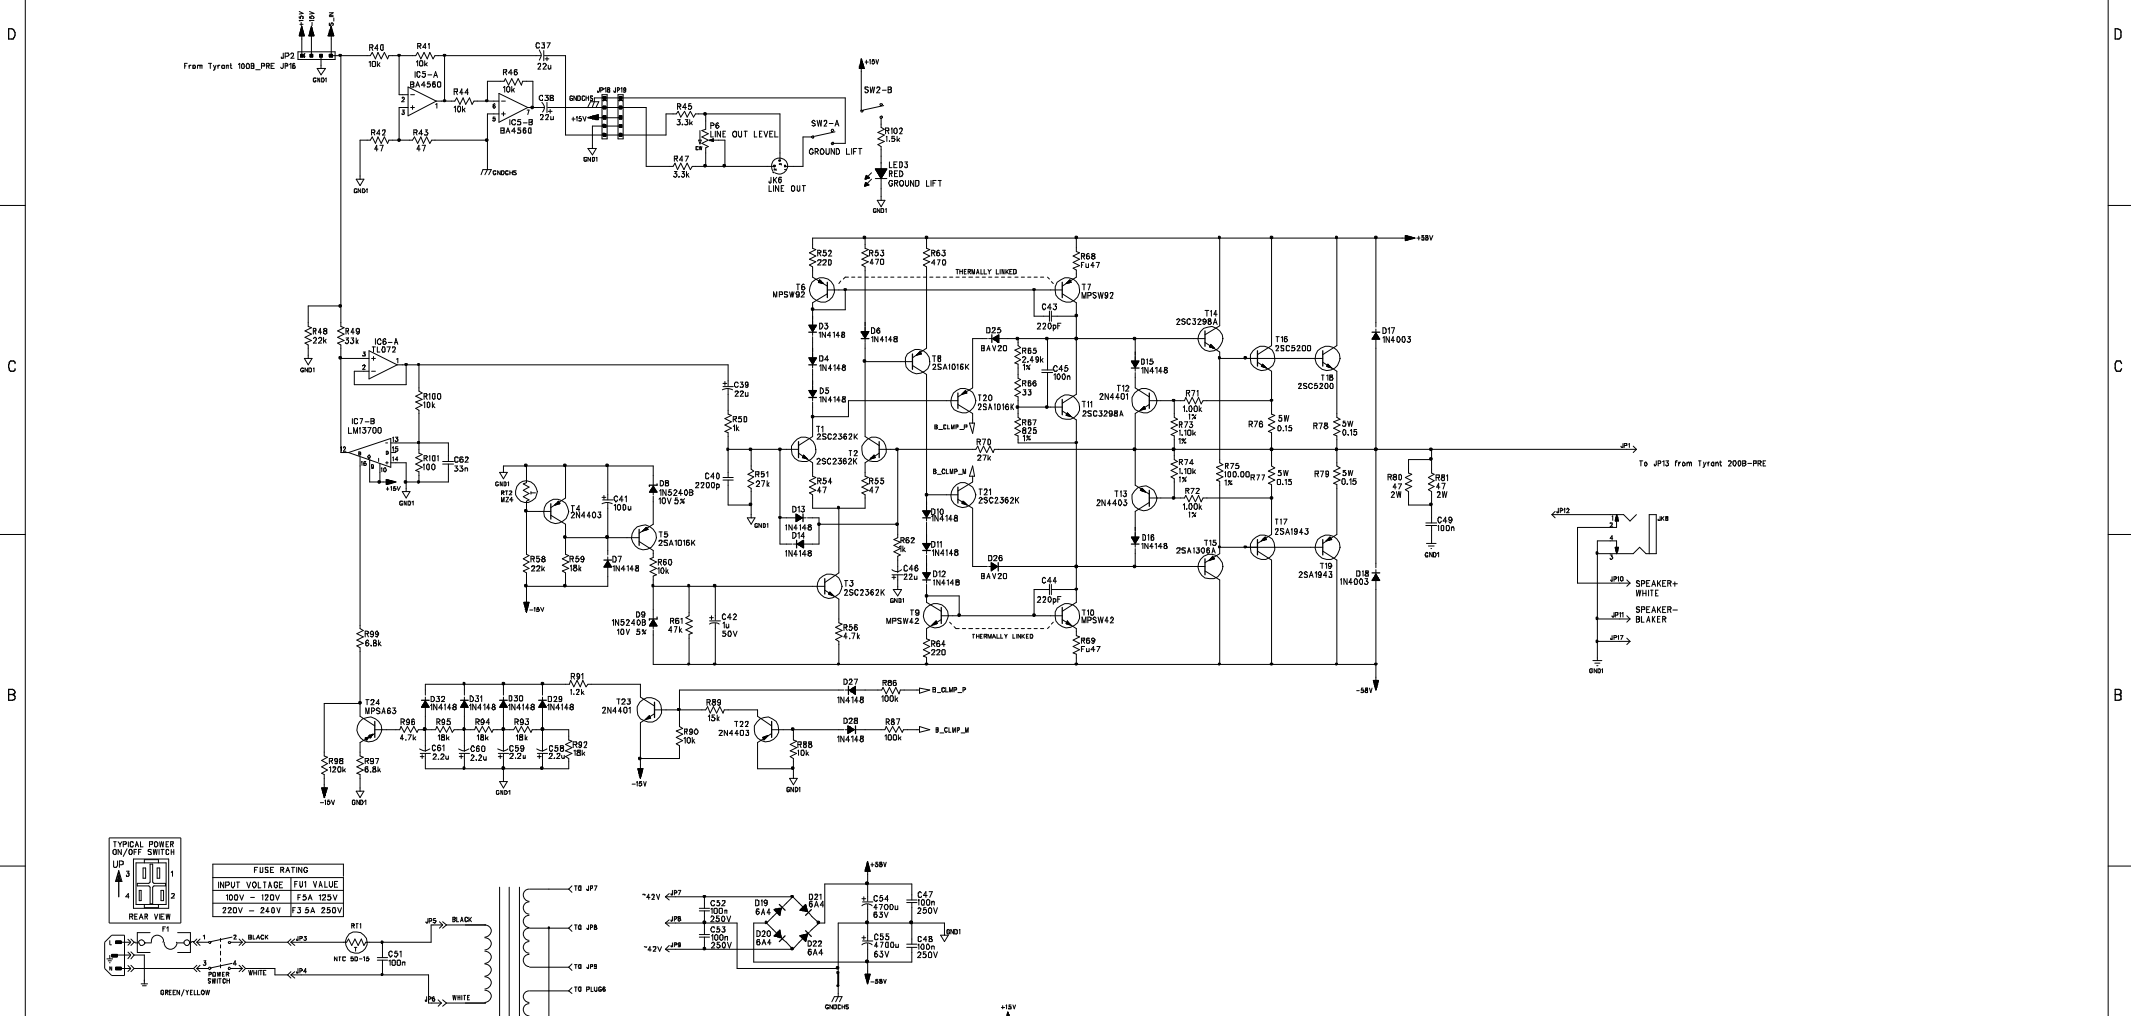 D
D
+15V
-15V
S_IN
JP2
From Tyrant 100B_PRE JP16
GND1
R40
10k
R41
10k
C37
22u
IC5-A
BA4560
R44
10k
R46
10k
C38
22u
IC5-B
BA4560
R42
47
R43
47
GND1
GNDCHS
GNDCHS
JP18 JP19
+15V
GND1
R45
3.3k
P6
LINE OUT LEVEL
CW
R47
3.3k
JK6
LINE OUT
SW2-A
GROUND LIFT
+15V
SW2-B
R102
1.5k
LED3
RED
GROUND LIFT
GND1
C
C
R48
22k
GND1
R49
33k
IC6-A
TL072
R100
10k
IC7-B
LM13700
R101
100
C62
33n
+15V
GND1
C39
22u
R50
1k
C40
2200p
R51
27k
GND1
GND1
RT2
MZ4
T4
2N4403
C41
100u
D8
1N5240B
10V 5%
T5
2SA1016K
R58
22k
R59
18k
D7
1N4148
R60
10k
-15V
D9
1N5240B
10V 5%
R61
47k
C42
1u
50V
R52
220
R53
470
R63
470
R68
Fu47
THERMALLY LINKED
T6
MPSW92
T7
MPSW92
C43
220pF
D3
1N4148
D4
1N4148
D5
1N4148
D6
1N4148
T8
2SA1016K
D25
BAV20
R65
2.49k
1%
R66
33
R67
825
1%
C45
100n
T11
2SC3298A
T20
2SA1016K
B_CLMP_P
B_CLMP_M
T1
2SC2362K
2SC2362K
T2
R54
47
R55
47
R70
27k
T21
2SC2362K
D13
1N4148
D14
1N4148
D10
1N4148
D11
1N4148
D12
1N4148
R62
1k
C46
22u
GND1
T3
2SC2362K
R56
4.7k
T9
MPSW42
R64
220
D26
BAV20
C44
220pF
T10
MPSW42
R69
Fu47
THERMALLY LINKED
D15
1N4148
T12
2N4401
R71
1.00k
1%
R73
1.10k
1%
R74
1.10k
1%
R72
1.00k
1%
T13
2N4403
D16
1N4148
T14
2SC3298A
T16
2SC5200
T18
2SC5200
R76
5W
0.15
R78
5W
0.15
R75
100.00
1%
R77
5W
0.15
R79
5W
0.15
T17
2SA1943
T15
2SA1306A
T19
2SA1943
D17
1N4003
D18
1N4003
+58V
-58V
R80
47
2W
R81
47
2W
C49
100n
GND1
JP1
To JP13 from Tyrant 200B-PRE
JP12
JK8
1
2
4
3
JP10
SPEAKER+
WHITE
SPEAKER-
JP11
BLAKER
JP17
GND1
B
B
R99
6.8k
T24
MPSA63
R98
120k
-15V
R97
6.8k
GND1
R96
4.7k
D32
1N4148
D31
1N4148
D30
1N4148
D29
1N4148
R95
18k
R94
18k
R93
18k
R92
18k
C61
2.2u
C60
2.2u
C59
2.2u
C58
2.2u
GND1
R91
1.2k
T23
2N4401
R90
10k
-15V
R89
15k
T22
2N4403
R88
10k
GND1
D27
1N4148
R86
100k
B_CLMP_P
D28
1N4148
R87
100k
B_CLMP_M
TYPICAL POWER
ON/OFF SWITCH
UP
3
1
4
2
REAR VIEW
FUSE RATING
INPUT VOLTAGE FU1 VALUE
100V - 120V F5A 125V
220V - 240V F3.5A 250V
L
N
F1
1
2
BLACK
JP3
3
4
WHITE
JP4
POWER
SWITCH
GREEN/YELLOW
RT1
NTC 5D-15
C51
100n
JP5
BLACK
JP6
WHITE
TO JP7
TO JP8
TO JP9
TO PLUG6
~42V
JP7
JP8
~42V
JP9
C52
100n
250V
C53
100n
250V
D19
6A4
D21
6A4
D20
6A4
D22
6A4
+58V
C54
4700u
63V
C55
4700u
63V
C47
100n
250V
C48
100n
250V
GND1
-58V
GNDCHS
+15V